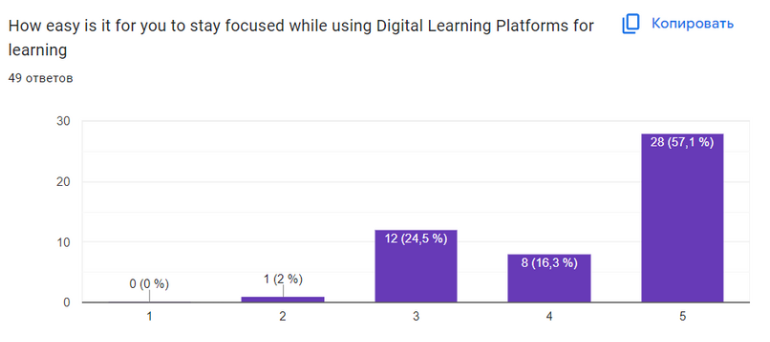 How easy is it for you to stay focused while using Digital Learning Platforms for
learning
Копировать
49 ответов
30
20
10
0
0 (0 %)
1 (2 %)
12 (24,5 %)
8 (16,3 %)
28 (57,1 %)
1
2
3
4
5